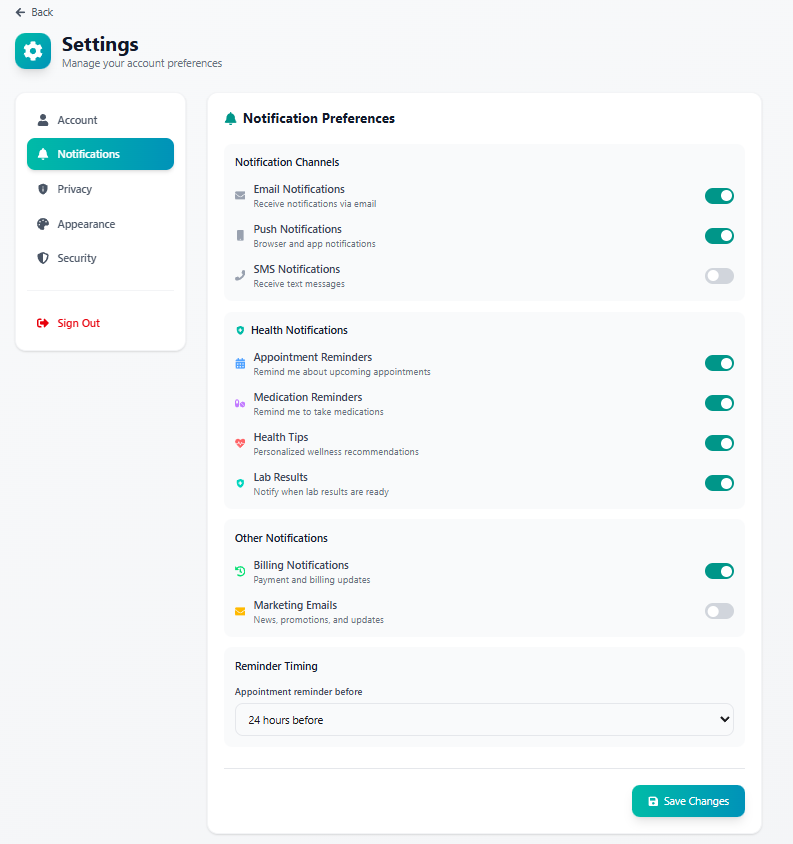 Back
Settings
Manage your account preferences
Account
Notifications
Privacy
Appearance
Security
Sign Out
Notification Preferences
Notification Channels
Email Notifications
Receive notifications via email
Push Notifications
Browser and app notifications
SMS Notifications
Receive text messages
Health Notifications
Appointment Reminders
Remind me about upcoming appointments
Medication Reminders
Remind me to take medications
Health Tips
Personalized wellness recommendations
Lab Results
Notify when lab results are ready
Other Notifications
Billing Notifications
Payment and billing updates
Marketing Emails
News, promotions, and updates
Reminder Timing
Appointment reminder before
24 hours before
Save Changes